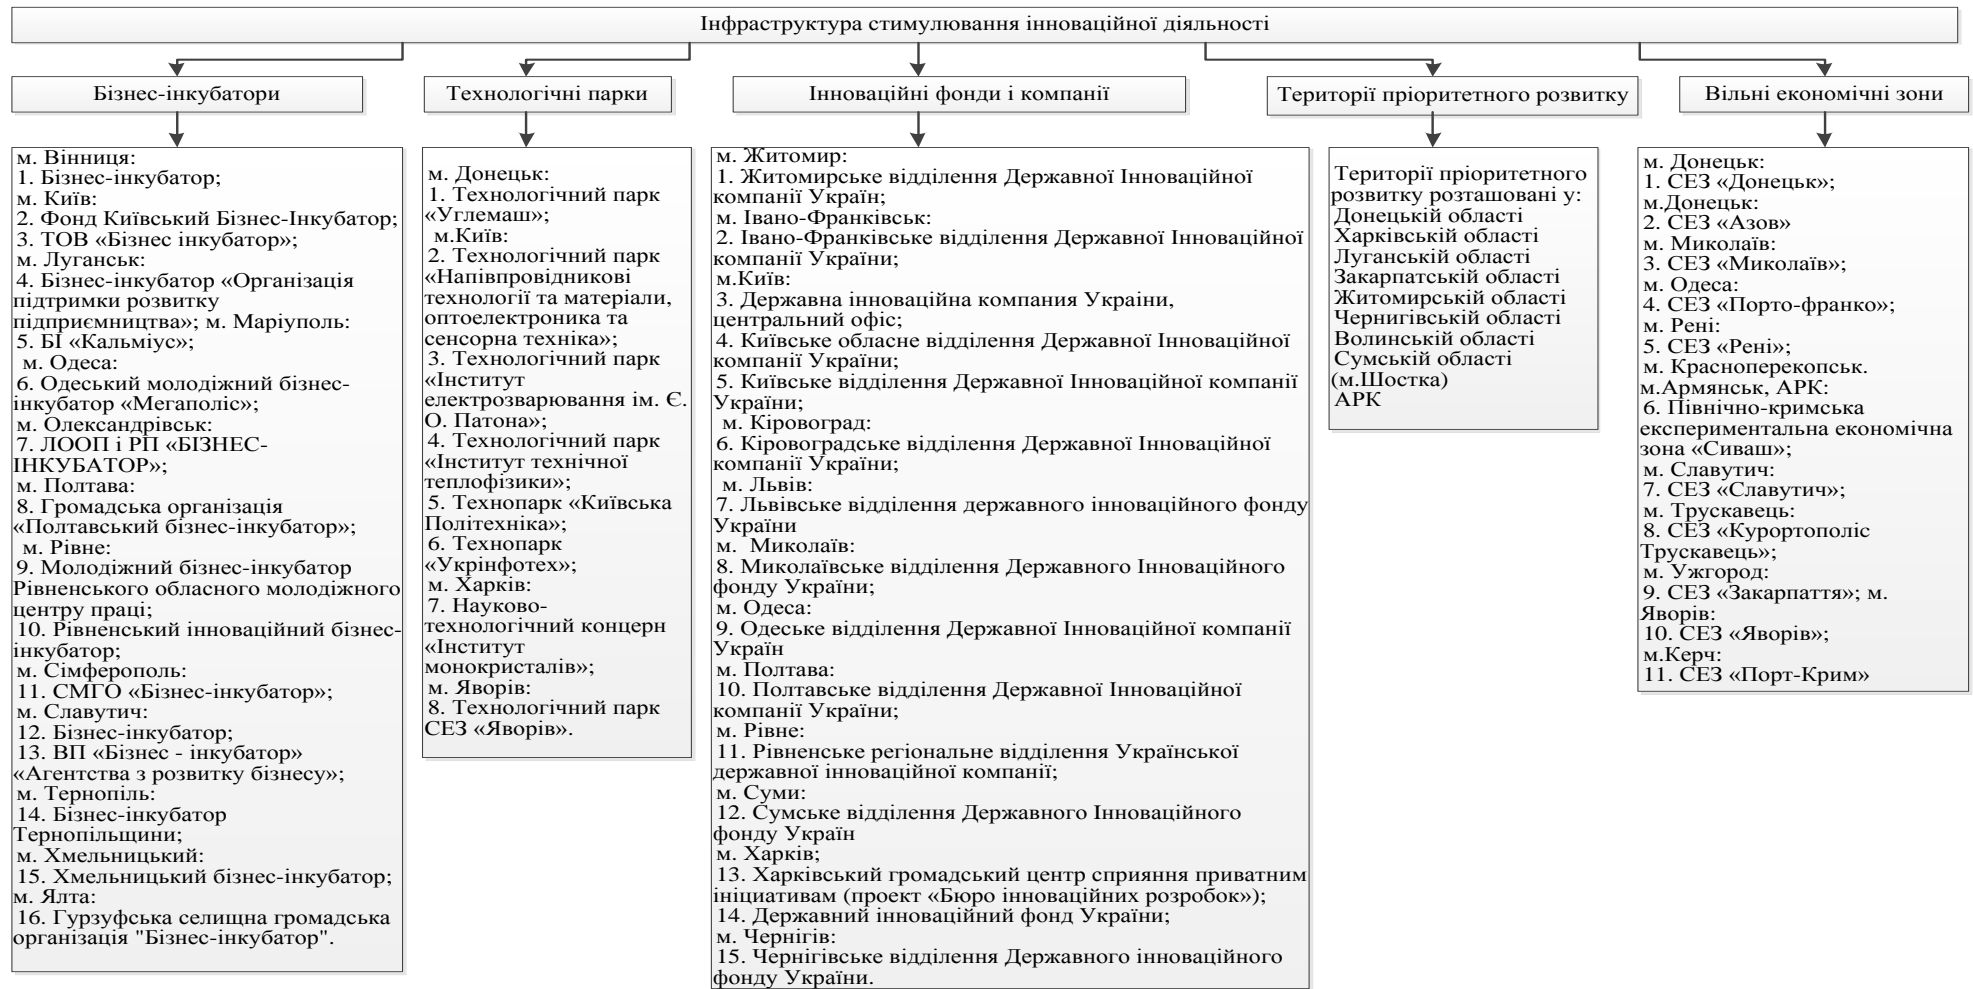 Інфраструктура стимулювання інноваційної діяльності
Бізнес-інкубатори
Технологічні парки
Інноваційні фонди і компанії
Території пріоритетного розвитку
Вільні економічні зони
м. Вінниця:
1. Бізнес-інкубатор;
м. Київ:
2. Фонд Київський Бізнес-Інкубатор;
3. ТОВ «Бізнес інкубатор»;
м. Луганськ:
4. Бізнес-інкубатор «Організація
підтримки розвитку
підприємництва»; м. Маріуполь:
5. БІ «Кальміус»;
м. Одеса:
6. Одеський молодіжний бізнес-
інкубатор «Мегаполіс»;
м. Олександрівськ:
7. ЛООП і РП «БІЗНЕС-
ІНКУБАТОР»;
м. Полтава:
8. Громадська організація
«Полтавський бізнес-інкубатор»;
м. Рівне:
9. Молодіжний бізнес-інкубатор
Рівненського обласного молодіжного
центру праці;
10. Рівненський інноваційний бізнес-
інкубатор;
м. Сімферополь:
11. СМГО «Бізнес-інкубатор»;
м. Славутич:
12. Бізнес-інкубатор;
13. ВП «Бізнес - інкубатор»
«Агентства з розвитку бізнесу»;
м. Тернопіль:
14. Бізнес-інкубатор
Тернопільщини;
м. Хмельницький:
15. Хмельницький бізнес-інкубатор;
м. Ялта:
16. Гурзуфська селищна громадська
організація "Бізнес-інкубатор".
м. Донецьк:
1. Технологічний парк
«Углемаш»;
м.Київ:
2. Технологічний парк
«Напівпровідникові
технології та матеріали,
оптоелектроника та
сенсорна техніка»;
3. Технологічний парк
«Інститут
електрозварювання ім. Є.
О. Патона»;
4. Технологічний парк
«Інститут технічної
теплофізики»;
5. Технопарк «Київська
Політехніка»;
6. Технопарк
«Укрінфотех»;
м. Харків:
7. Науково-
технологічний концерн
«Інститут
монокристалів»;
м. Яворів:
8. Технологічний парк
СЕЗ «Яворів».
м. Житомир:
1. Житомирське відділення Державної Інноваційної
компанії Україн;
м. Івано-Франківськ:
2. Івано-Франківське відділення Державної Інноваційної
компанії України;
м.Київ:
3. Державна інноваційна компания України,
центральний офіс;
4. Київське обласне відділення Державної Інноваційної
компанії України;
5. Київське відділення Державної Інноваційної компанії
України;
м. Кіровоград:
6. Кіровоградське відділення Державної Інноваційної
компанії України;
м. Львів:
7. Львівське відділення державного інноваційного фонду
України
м. Миколаїв:
8. Миколаївське відділення Державного Інноваційного
фонду України;
м. Одеса:
9. Одеське відділення Державної Інноваційної компанії
Україн
м. Полтава:
10. Полтавське відділення Державної Інноваційної
компанії України;
м. Рівне:
11. Рівненське регіональне відділення Української
державної інноваційної компанії;
м. Суми:
12. Сумське відділення Державного Інноваційного
фонду Україн
м. Харків;
13. Харківський громадський центр сприяння приватним
ініціативам (проект «Бюро інноваційних розробок»);
14. Державний інноваційний фонд України;
м. Чернігів:
15. Чернігівське відділення Державного інноваційного
фонду України.
Території пріоритетного
розвитку розташовані у:
Донецькій області
Харківській області
Луганській області
Закарпатській області
Житомирській області
Чернигівській області
Волинській області
Сумській області
(м.Шостка)
АРК
м. Донецьк:
1. СЕЗ «Донецьк»;
м.Донецьк:
2. СЕЗ «Азов»
м. Миколаїв:
3. СЕЗ «Миколаїв»;
м. Одеса:
4. СЕЗ «Порто-франко»;
м. Рені:
5. СЕЗ «Рені»;
м. Красноперекопськ.
м.Армянськ, АРК:
6. Північно-кримська
експериментальна економічна
зона «Сиваш»;
м. Славутич:
7. СЕЗ «Славутич»;
м. Трускавець:
8. СЕЗ «Курортополіс
Трускавець»;
м. Ужгород:
9. СЕЗ «Закарпаття»; м.
Яворів:
10. СЕЗ «Яворів»;
м.Керч:
11. СЕЗ «Порт-Крим»